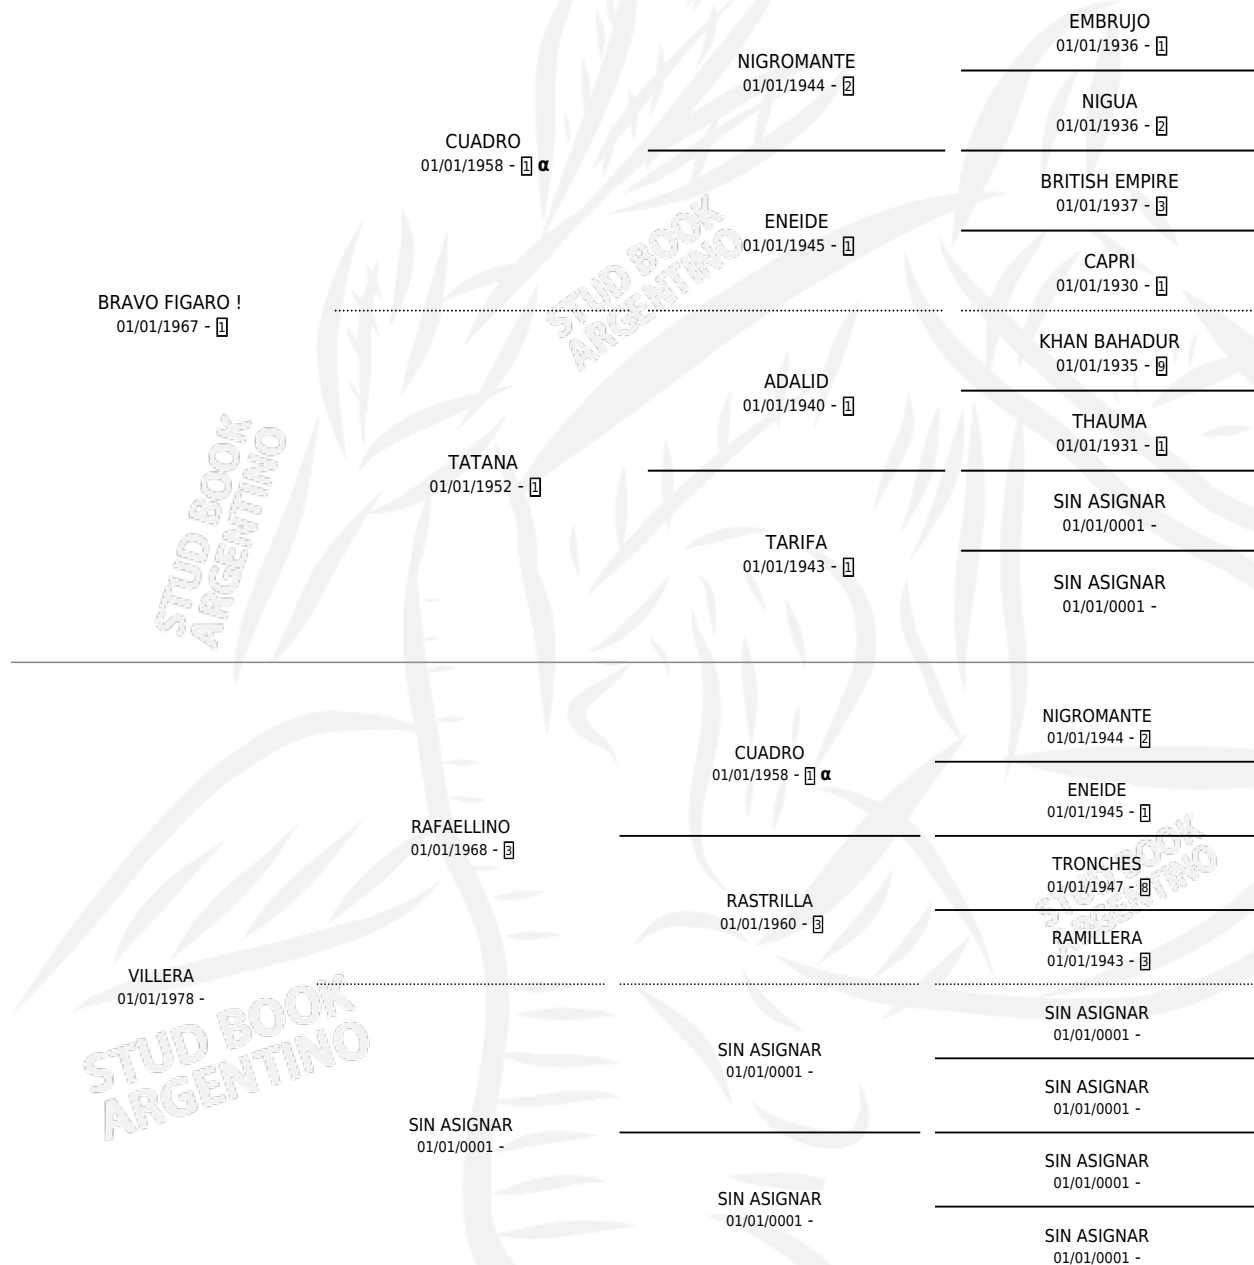 EMBRUJO
01/01/1936 - 1
NIGROMANTE
01/01/1944 - 2
NIGUA
01/01/1936 - 2
CUADRO
01/01/1958 - 1 α
BRITISH EMPIRE
01/01/1937 - 3
ENEIDE
01/01/1945 - 1
CAPRI
01/01/1930 - 1
BRAVO FIGARO !
01/01/1967 - 1
KHAN BAHADUR
01/01/1935 - 9
ADALID
01/01/1940 - 1
THAUMA
01/01/1931 - 1
TATANA
01/01/1952 - 1
SIN ASIGNAR
01/01/0001 -
TARIFA
01/01/1943 - 1
SIN ASIGNAR
01/01/0001 -
STUD BOOK
ARGENTINO
STUD BOOK
ARGENTINO
NIGROMANTE
01/01/1944 - 2
CUADRO
01/01/1958 - 1 α
ENEIDE
01/01/1945 - 1
RAFAELLINO
01/01/1968 - 3
TRONCHES
01/01/1947 - 8
RASTRILLA
01/01/1960 - 3
RAMILLERA
01/01/1943 - 3
VILLERA
01/01/1978 -
SIN ASIGNAR
01/01/0001 -
SIN ASIGNAR
01/01/0001 -
SIN ASIGNAR
01/01/0001 -
SIN ASIGNAR
01/01/0001 -
SIN ASIGNAR
01/01/0001 -
SIN ASIGNAR
01/01/0001 -
SIN ASIGNAR
01/01/0001 -
STUD BOOK
ARGENTINO
STUD BOOK
ARGENTINO